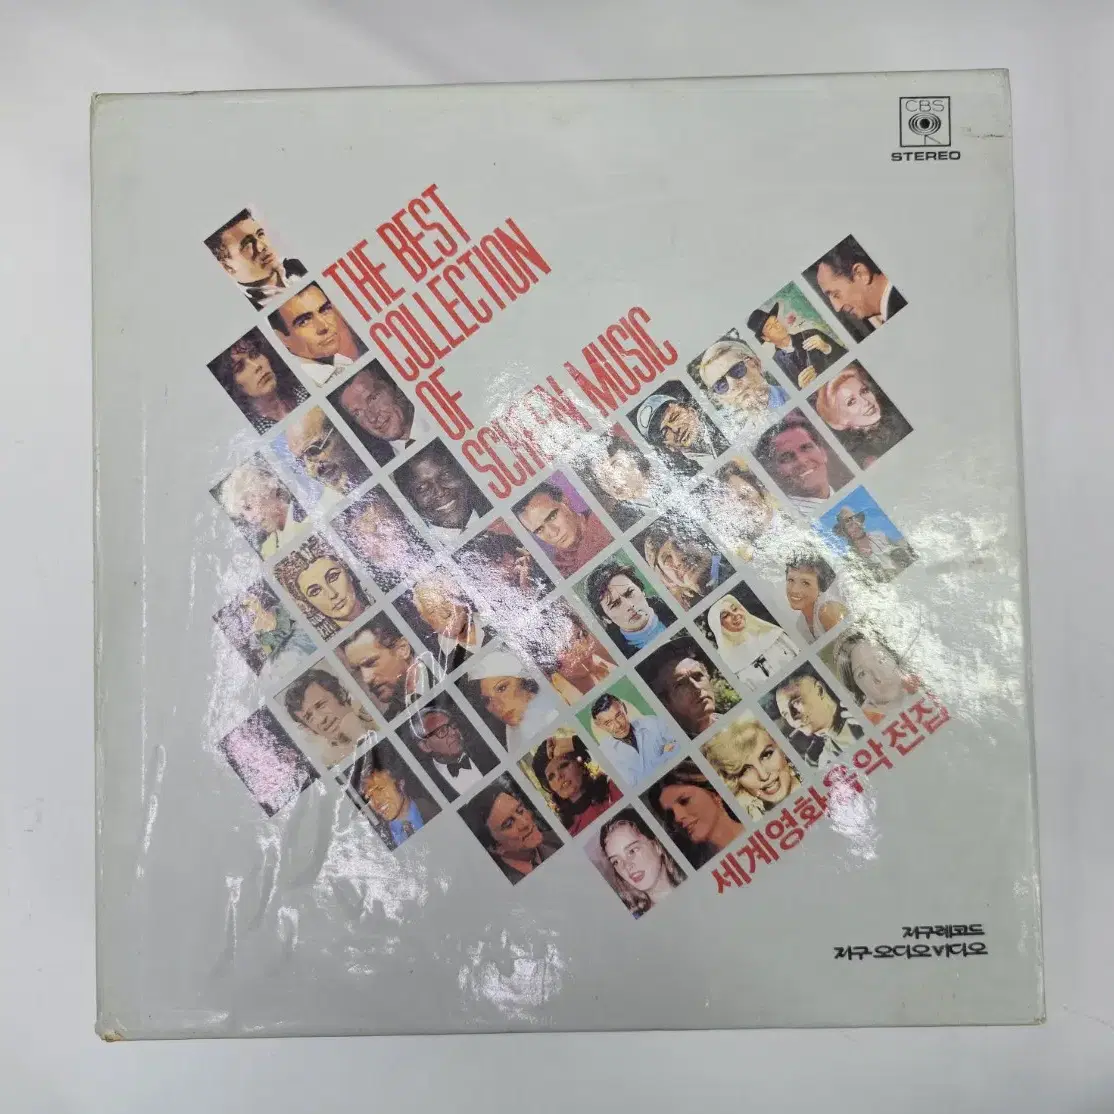 CBS
STEREO
THE BEST
COLLECTION
OF
SCREEN MUSIC
세계영화음악전집
지구레코드
지구 오디오 비디오